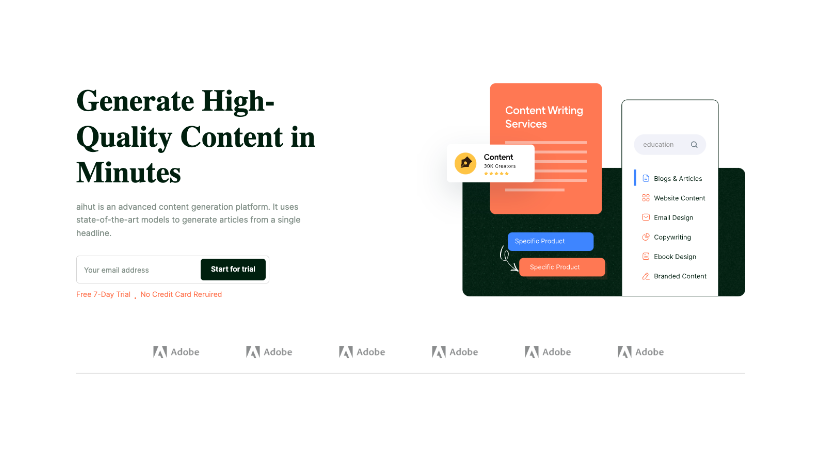 Generate High-
Quality Content in
Minutes
aihut is an advanced content generation platform. It uses
state-of-the-art models to generate articles from a single
headline.
Your email address
Start for trial
Free 7-Day Trial , No Credit Card Reruired
Content Writing
Services
Content
30K Creators
Specific Product
Specific Product
education
Blogs & Articles
Website Content
Email Design
Copywriting
Ebook Design
Branded Content
Adobe Adobe Adobe Adobe Adobe Adobe